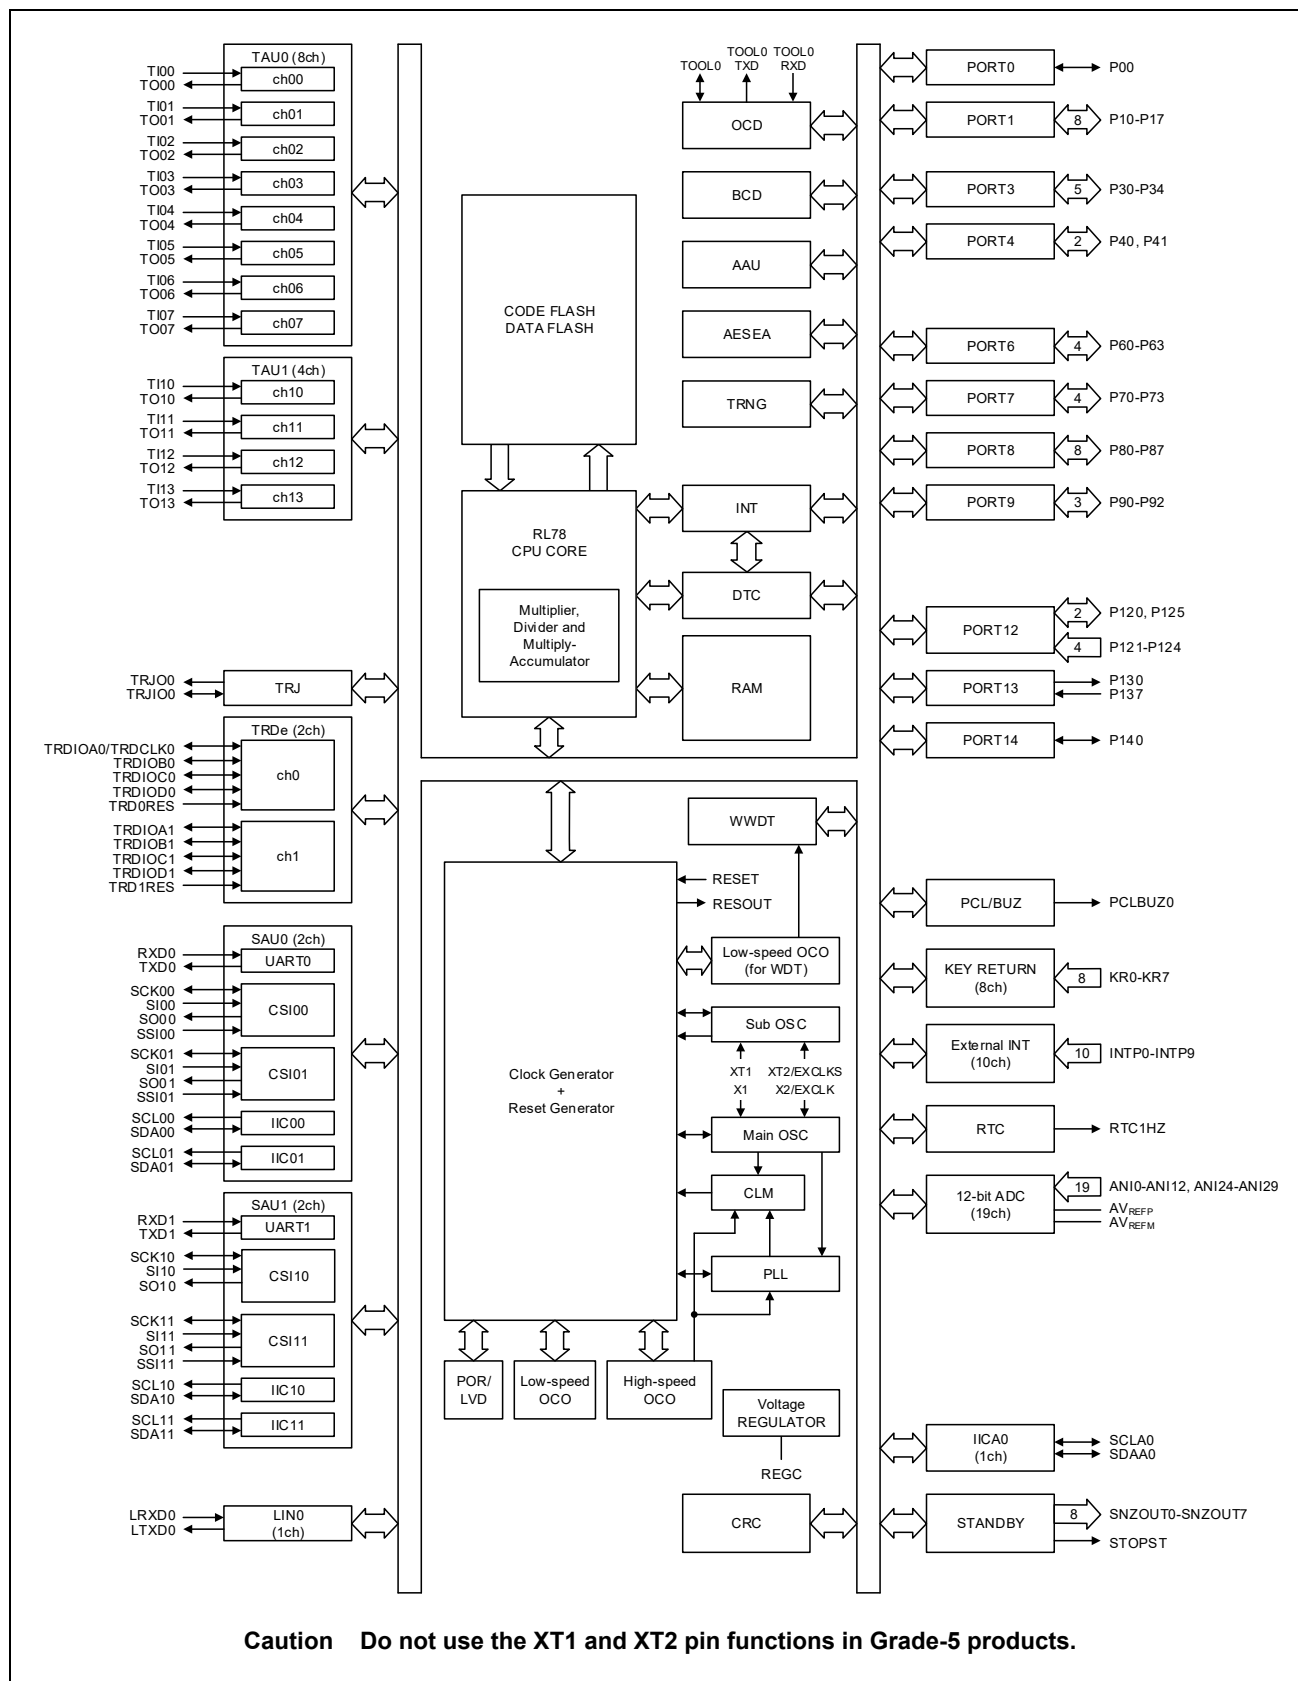 TAU0 (8ch)
TI00
TO00
ch00
TI01
TO01
ch01
TI02
TO02
ch02
TI03
TO03
ch03
TI04
TO04
ch04
TI05
TO05
ch05
TI06
TO06
ch06
TI07
TO07
ch07
TAU1 (4ch)
TI10
TO10
ch10
TI11
TO11
ch11
TI12
TO12
ch12
TI13
TO13
ch13
TRJO0
TRJIO0
TRJ
TRDe (2ch)
TRDIOA0/TRDCLK0
TRDIOB0
TRDIOC0
TRDIOD0
TRD0RES
ch0
TRDIOA1
TRDIOB1
TRDIOC1
TRDIOD1
TRD1RES
ch1
SAU0 (2ch)
RXD0
TXD0
UART0
SCK00
SI00
SO00
SSI00
CSI00
SCK01
SI01
SO01
SSI01
CSI01
SCL00
SDA00
IIC00
SCL01
SDA01
IIC01
SAU1 (2ch)
RXD1
TXD1
UART1
SCK10
SI10
SO10
CSI10
SCK11
SI11
SO11
SSI11
CSI11
SCL10
SDA10
IIC10
SCL11
SDA11
IIC11
LRXD0
LTXD0
LIN0
(1ch)
CODE FLASH
DATA FLASH
RL78
CPU CORE
Multiplier,
Divider and
Multiply-
Accumulator
TOOL0
TOOL0
TXD
TOOL0
RXD
OCD
BCD
AAU
AESEA
TRNG
INT
DTC
RAM
WWDT
RESET
RESOUT
Low-speed OCO
(for WDT)
Sub OSC
XT1
XT2/EXCLKS
X1
X2/EXCLK
Main OSC
CLM
PLL
Clock Generator
+
Reset Generator
POR/
LVD
Low-speed
OCO
High-speed
OCO
Voltage
REGULATOR
REGC
CRC
PORT0
P00
PORT1
8
P10-P17
PORT3
5
P30-P34
PORT4
2
P40, P41
PORT6
4
P60-P63
PORT7
4
P70-P73
PORT8
8
P80-P87
PORT9
3
P90-P92
PORT12
2
P120, P125
4
P121-P124
PORT13
P130
P137
PORT14
P140
PCL/BUZ
PCLBUZ0
KEY RETURN
(8ch)
8
KR0-KR7
External INT
(10ch)
10
INTP0-INTP9
RTC
RTC1HZ
12-bit ADC
(19ch)
19
ANI0-ANI12, ANI24-ANI29
AVREFP
AVREFM
IICA0
(1ch)
SCLA0
SDAA0
STANDBY
8
SNZOUT0-SNZOUT7
STOPST
Caution Do not use the XT1 and XT2 pin functions in Grade-5 products.